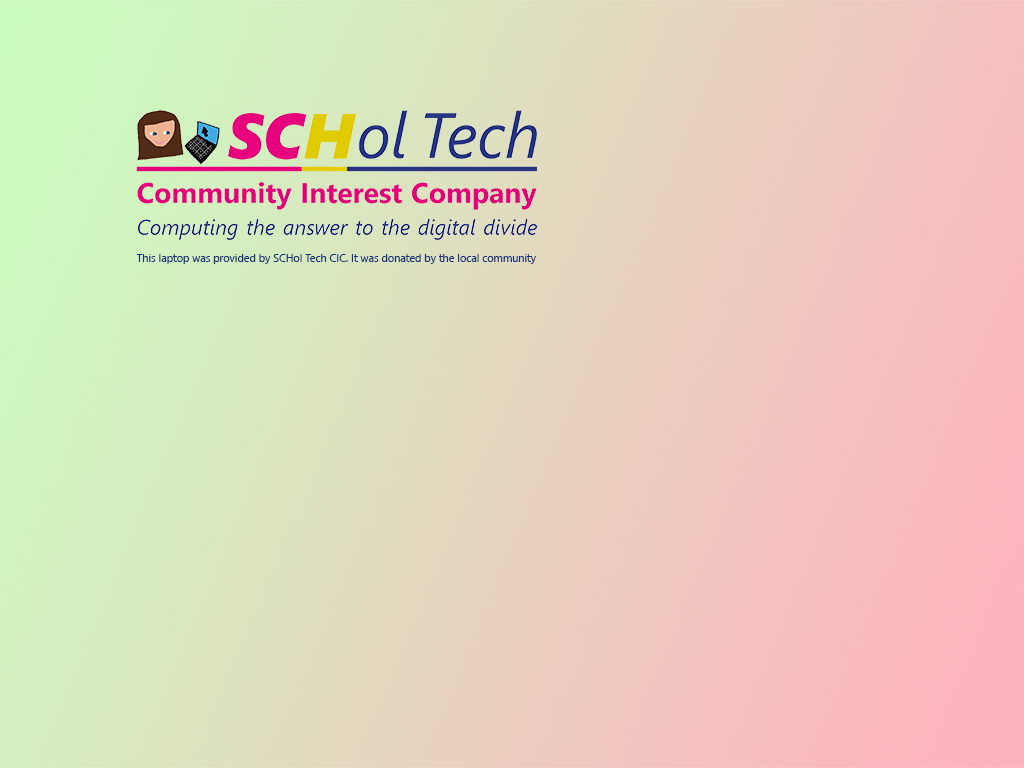 SCHol Tech
Community Interest Company
Computing the answer to the digital divide
This laptop was provided by SCHol Tech CIC. It was donated by the local community